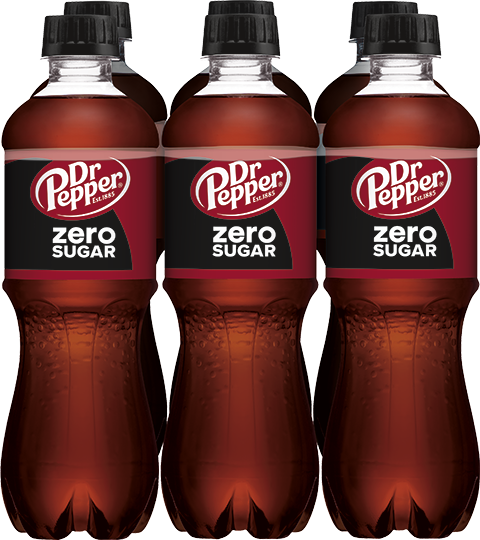 Dr
Pepper®
EST.1885
zero
SUGAR
Dr
Pepper®
EST.1885
zero
SUGAR
Dr
Pepper®
EST.1885
zero
SUGAR